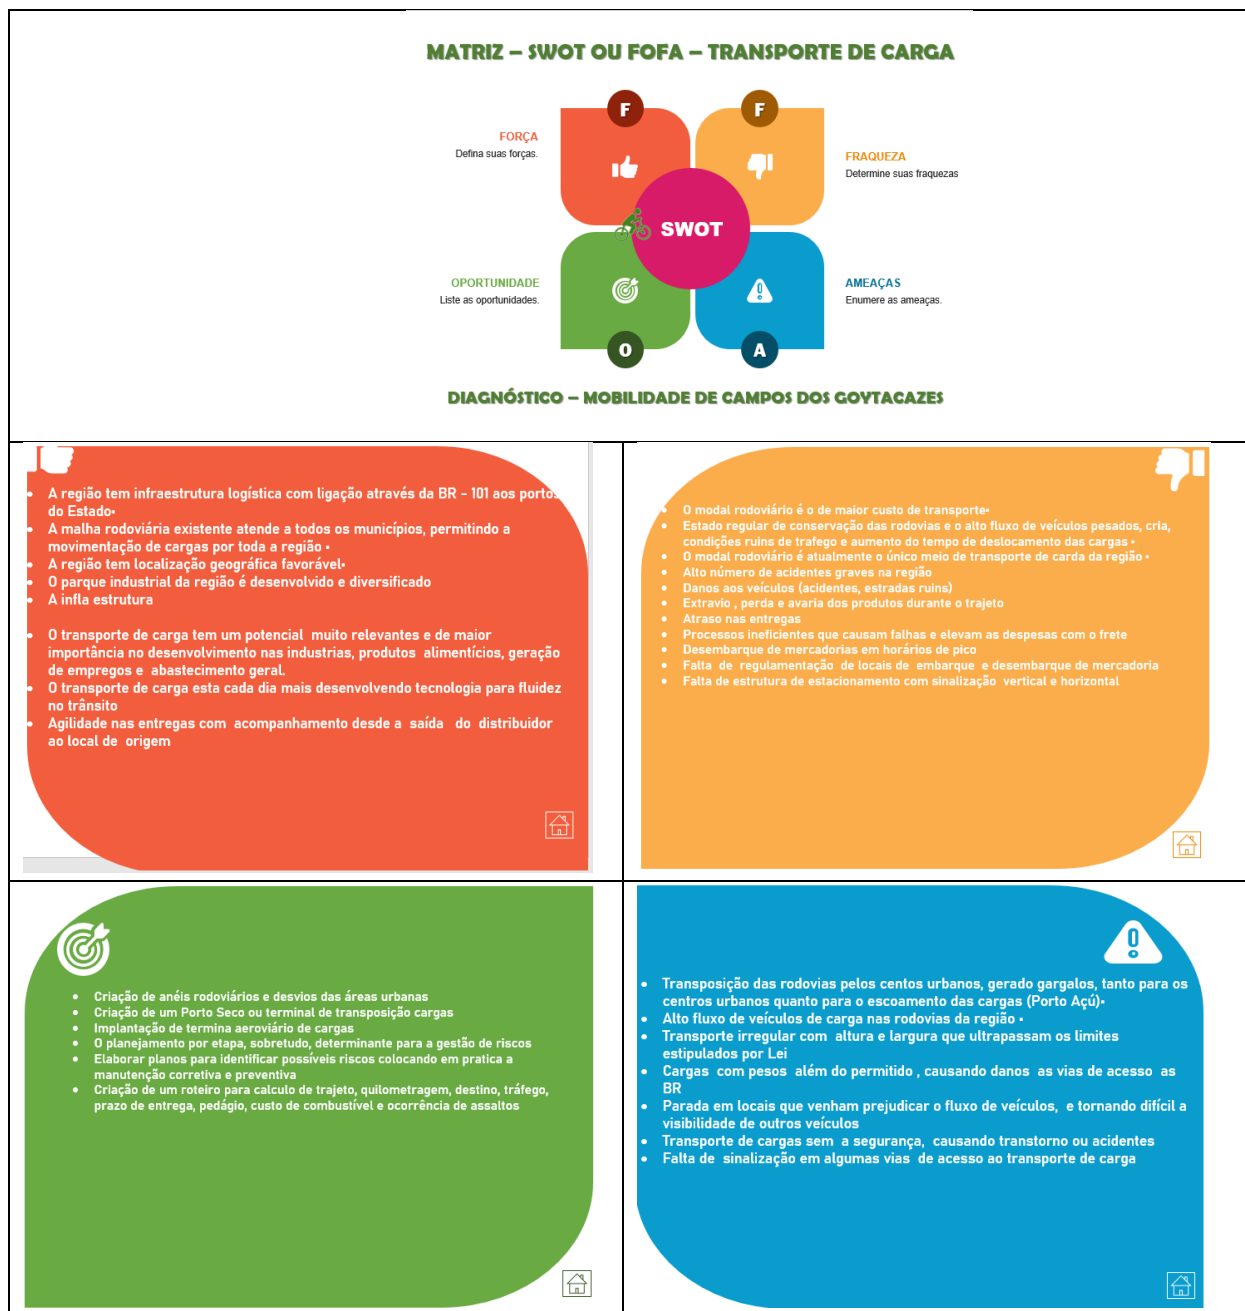 MATRIZ – SWOT OU FOFA – TRANSPORTE DE CARGA
F
F
FORÇA
Defina suas forças.
FRAQUEZA
Determine suas fraquezas
SWOT
OPORTUNIDADE
Liste as oportunidades.
AMEAÇAS
Enumere as ameaças.
O
A
DIAGNÓSTICO – MOBILIDADE DE CAMPOS DOS GOYTACAZES
• A região tem infraestrutura logística com ligação através da BR - 101 aos portos
do Estado•
• A malha rodoviária existente atende a todos os municípios, permitindo a
movimentação de cargas por toda a região •
• A região tem localização geográfica favorável•
• O parque industrial da região é desenvolvido e diversificado
• A infla estrutura
• O transporte de carga tem um potencial muito relevantes e de maior
importância no desenvolvimento nas industrias, produtos alimentícios, geração
de empregos e abastecimento geral.
• O transporte de carga esta cada dia mais desenvolvendo tecnologia para fluidez
no trânsito
• Agilidade nas entregas com acompanhamento desde a saída do distribuidor
ao local de origem
• O modal rodoviário é o de maior custo de transporte•
• Estado regular de conservação das rodovias e o alto fluxo de veículos pesados, cria,
condições ruins de trafego e aumento do tempo de deslocamento das cargas •
• O modal rodoviário é atualmente o único meio de transporte de carda da região •
• Alto número de acidentes graves na região
• Danos aos veículos (acidentes, estradas ruins)
• Extravio , perda e avaria dos produtos durante o trajeto
• Atraso nas entregas
• Processos ineficientes que causam falhas e elevam as despesas com o frete
• Desembarque de mercadorias em horários de pico
• Falta de regulamentação de locais de embarque e desembarque de mercadoria
• Falta de estrutura de estacionamento com sinalização vertical e horizontal
• Criação de anéis rodoviários e desvios das áreas urbanas
• Criação de um Porto Seco ou terminal de transposição cargas
• Implantação de termina aeroviário de cargas
• O planejamento por etapa, sobretudo, determinante para a gestão de riscos
• Elaborar planos para identificar possíveis riscos colocando em pratica a
manutenção corretiva e preventiva
• Criação de um roteiro para calculo de trajeto, quilometragem, destino, tráfego,
prazo de entrega, pedágio, custo de combustível e ocorrência de assaltos
• Transposição das rodovias pelos centos urbanos, gerado gargalos, tanto para os
centros urbanos quanto para o escoamento das cargas (Porto Açú)•
• Alto fluxo de veículos de carga nas rodovias da região •
• Transporte irregular com altura e largura que ultrapassam os limites
estipulados por Lei
• Cargas com pesos além do permitido , causando danos as vias de acesso as
BR
• Parada em locais que venham prejudicar o fluxo de veículos, e tornando difícil a
visibilidade de outros veículos
• Transporte de cargas sem a segurança, causando transtorno ou acidentes
• Falta de sinalização em algumas vias de acesso ao transporte de carga